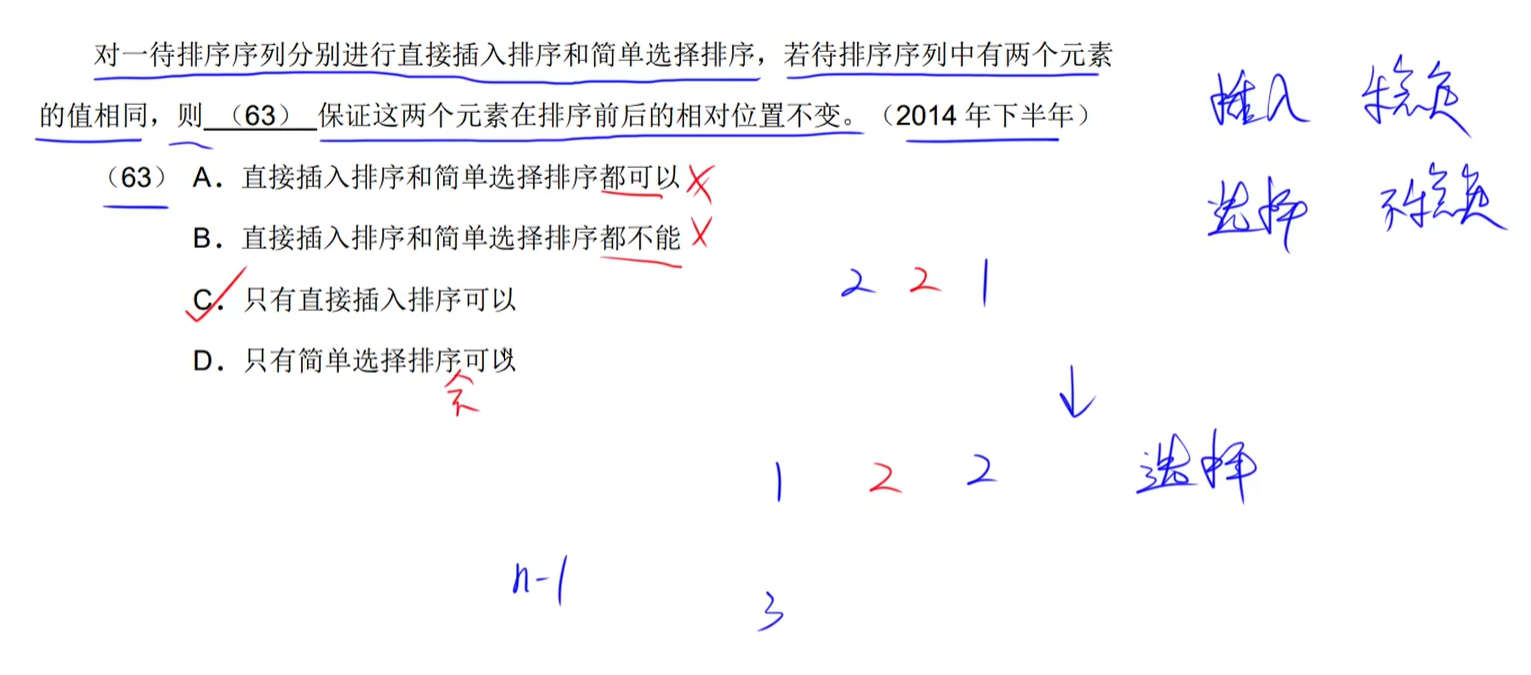 对一待排序序列分别进行直接插入排序和简单选择排序，若待排序序列中有两个元素
的值相同，则 （63） 保证这两个元素在排序前后的相对位置不变。（2014 年下半年）
插入 稳定
（63） A．直接插入排序和简单选择排序都可以
选择 不稳定
B．直接插入排序和简单选择排序都不能
2 2 1
C．只有直接插入排序可以
D．只有简单选择排序可以
1 2 2 选择
n-1
3